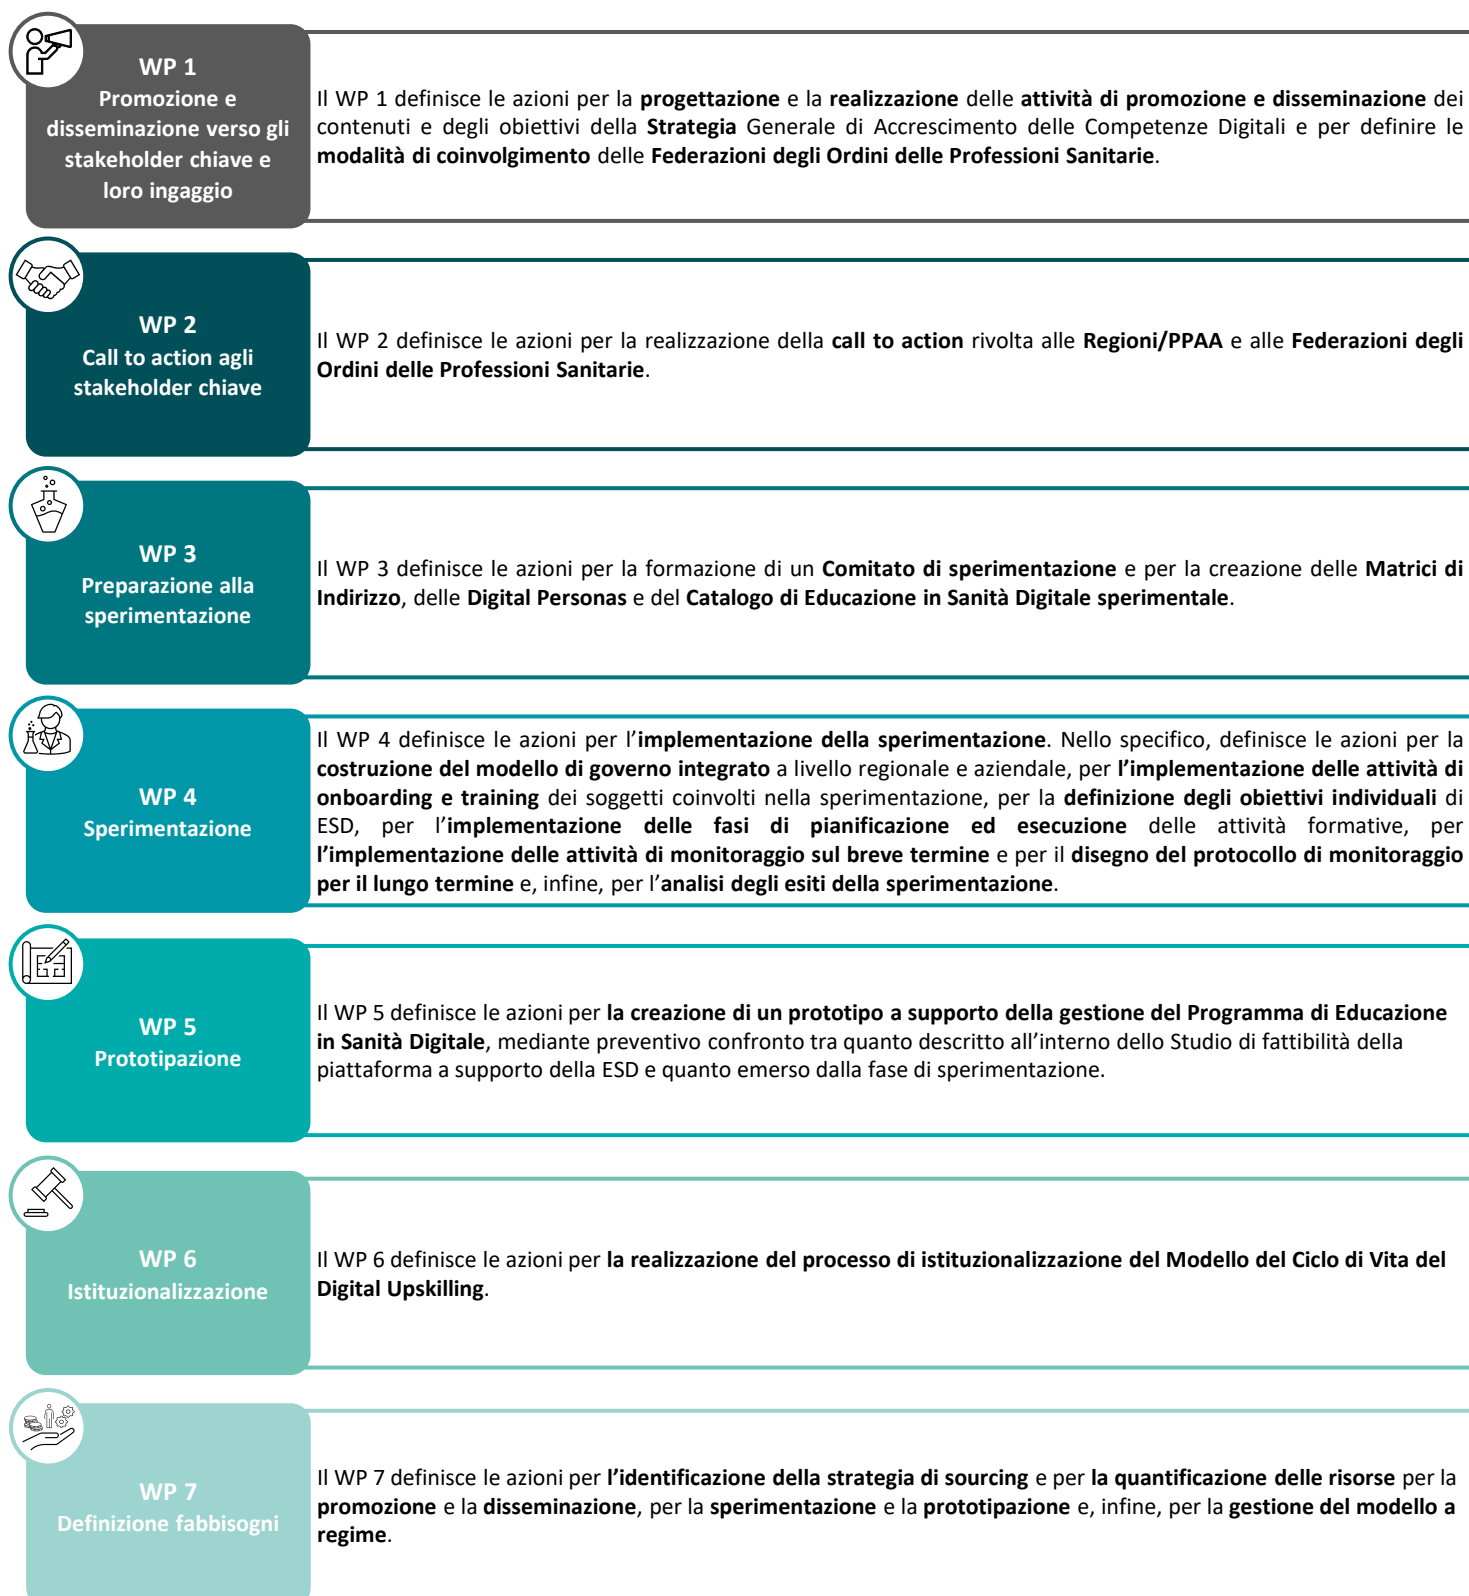 WP 1
Promozione e
disseminazione verso gli
stakeholder chiave e
loro ingaggio
Il WP 1 definisce le azioni per la progettazione e la realizzazione delle attività di promozione e disseminazione dei
contenuti e degli obiettivi della Strategia Generale di Accrescimento delle Competenze Digitali e per definire le
modalità di coinvolgimento delle Federazioni degli Ordini delle Professioni Sanitarie.
WP 2
Call to action agli
stakeholder chiave
Il WP 2 definisce le azioni per la realizzazione della call to action rivolta alle Regioni/PPAA e alle Federazioni degli
Ordini delle Professioni Sanitarie.
WP 3
Preparazione alla
sperimentazione
Il WP 3 definisce le azioni per la formazione di un Comitato di sperimentazione e per la creazione delle Matrici di
Indirizzo, delle Digital Personas e del Catalogo di Educazione in Sanità Digitale sperimentale.
WP 4
Sperimentazione
Il WP 4 definisce le azioni per l’implementazione della sperimentazione. Nello specifico, definisce le azioni per la
costruzione del modello di governo integrato a livello regionale e aziendale, per l’implementazione delle attività di
onboarding e training dei soggetti coinvolti nella sperimentazione, per la definizione degli obiettivi individuali di
ESD, per l’implementazione delle fasi di pianificazione ed esecuzione delle attività formative, per
l’implementazione delle attività di monitoraggio sul breve termine e per il disegno del protocollo di monitoraggio
per il lungo termine e, infine, per l’analisi degli esiti della sperimentazione.
WP 5
Prototipazione
Il WP 5 definisce le azioni per la creazione di un prototipo a supporto della gestione del Programma di Educazione
in Sanità Digitale, mediante preventivo confronto tra quanto descritto all’interno dello Studio di fattibilità della
piattaforma a supporto della ESD e quanto emerso dalla fase di sperimentazione.
WP 6
Istituzionalizzazione
Il WP 6 definisce le azioni per la realizzazione del processo di istituzionalizzazione del Modello del Ciclo di Vita del
Digital Upskilling.
WP 7
Definizione fabbisogni
Il WP 7 definisce le azioni per l’identificazione della strategia di sourcing e per la quantificazione delle risorse per la
promozione e la disseminazione, per la sperimentazione e la prototipazione e, infine, per la gestione del modello a
regime.